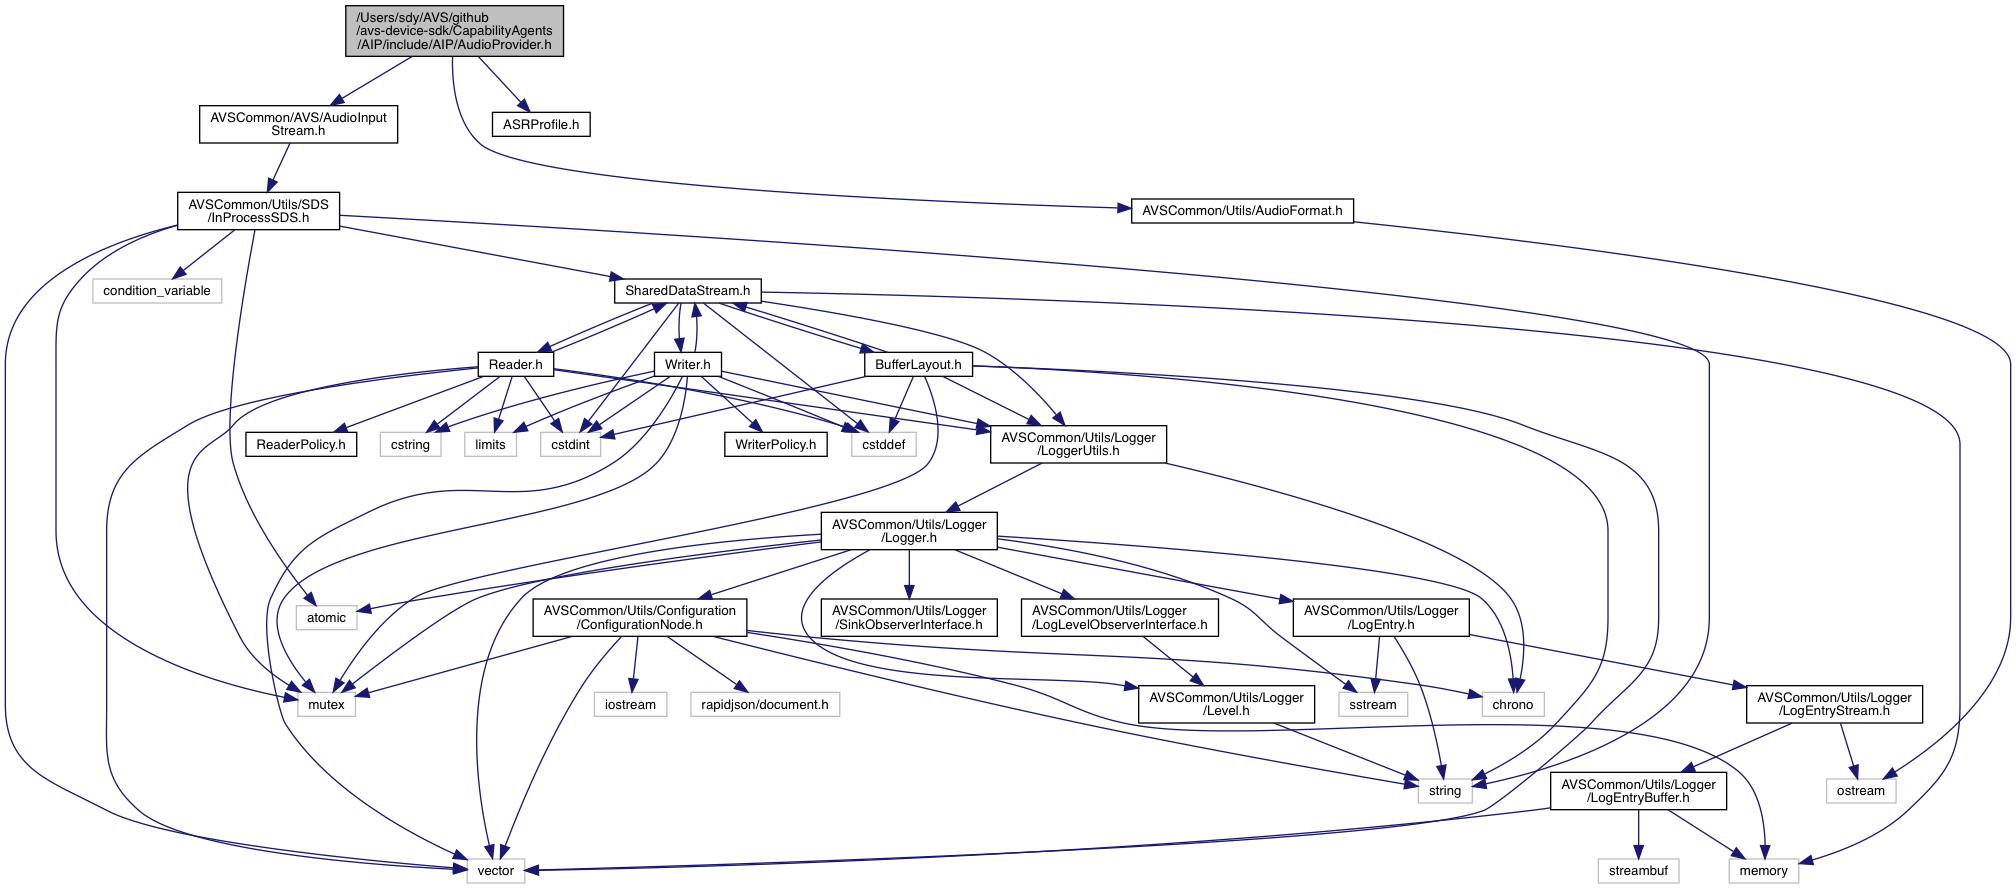 /Users/sdy/AVS/github
/avs-device-sdk/CapabilityAgents
/AIP/include/AIP/AudioProvider.h
AVSCommon/AVS/AudioInput
Stream.h
ASRProfile.h
AVSCommon/Utils/SDS
/InProcessSDS.h
AVSCommon/Utils/AudioFormat.h
condition_variable
SharedDataStream.h
Reader.h
Writer.h
BufferLayout.h
ReaderPolicy.h
cstring
limits
cstdint
WriterPolicy.h
cstddef
AVSCommon/Utils/Logger
/LoggerUtils.h
AVSCommon/Utils/Logger
/Logger.h
atomic
AVSCommon/Utils/Configuration
/ConfigurationNode.h
AVSCommon/Utils/Logger
/SinkObserverInterface.h
AVSCommon/Utils/Logger
/LogLevelObserverInterface.h
AVSCommon/Utils/Logger
/LogEntry.h
mutex
iostream
rapidjson/document.h
AVSCommon/Utils/Logger
/Level.h
sstream
chrono
AVSCommon/Utils/Logger
/LogEntryStream.h
string
AVSCommon/Utils/Logger
/LogEntryBuffer.h
ostream
vector
streambuf
memory